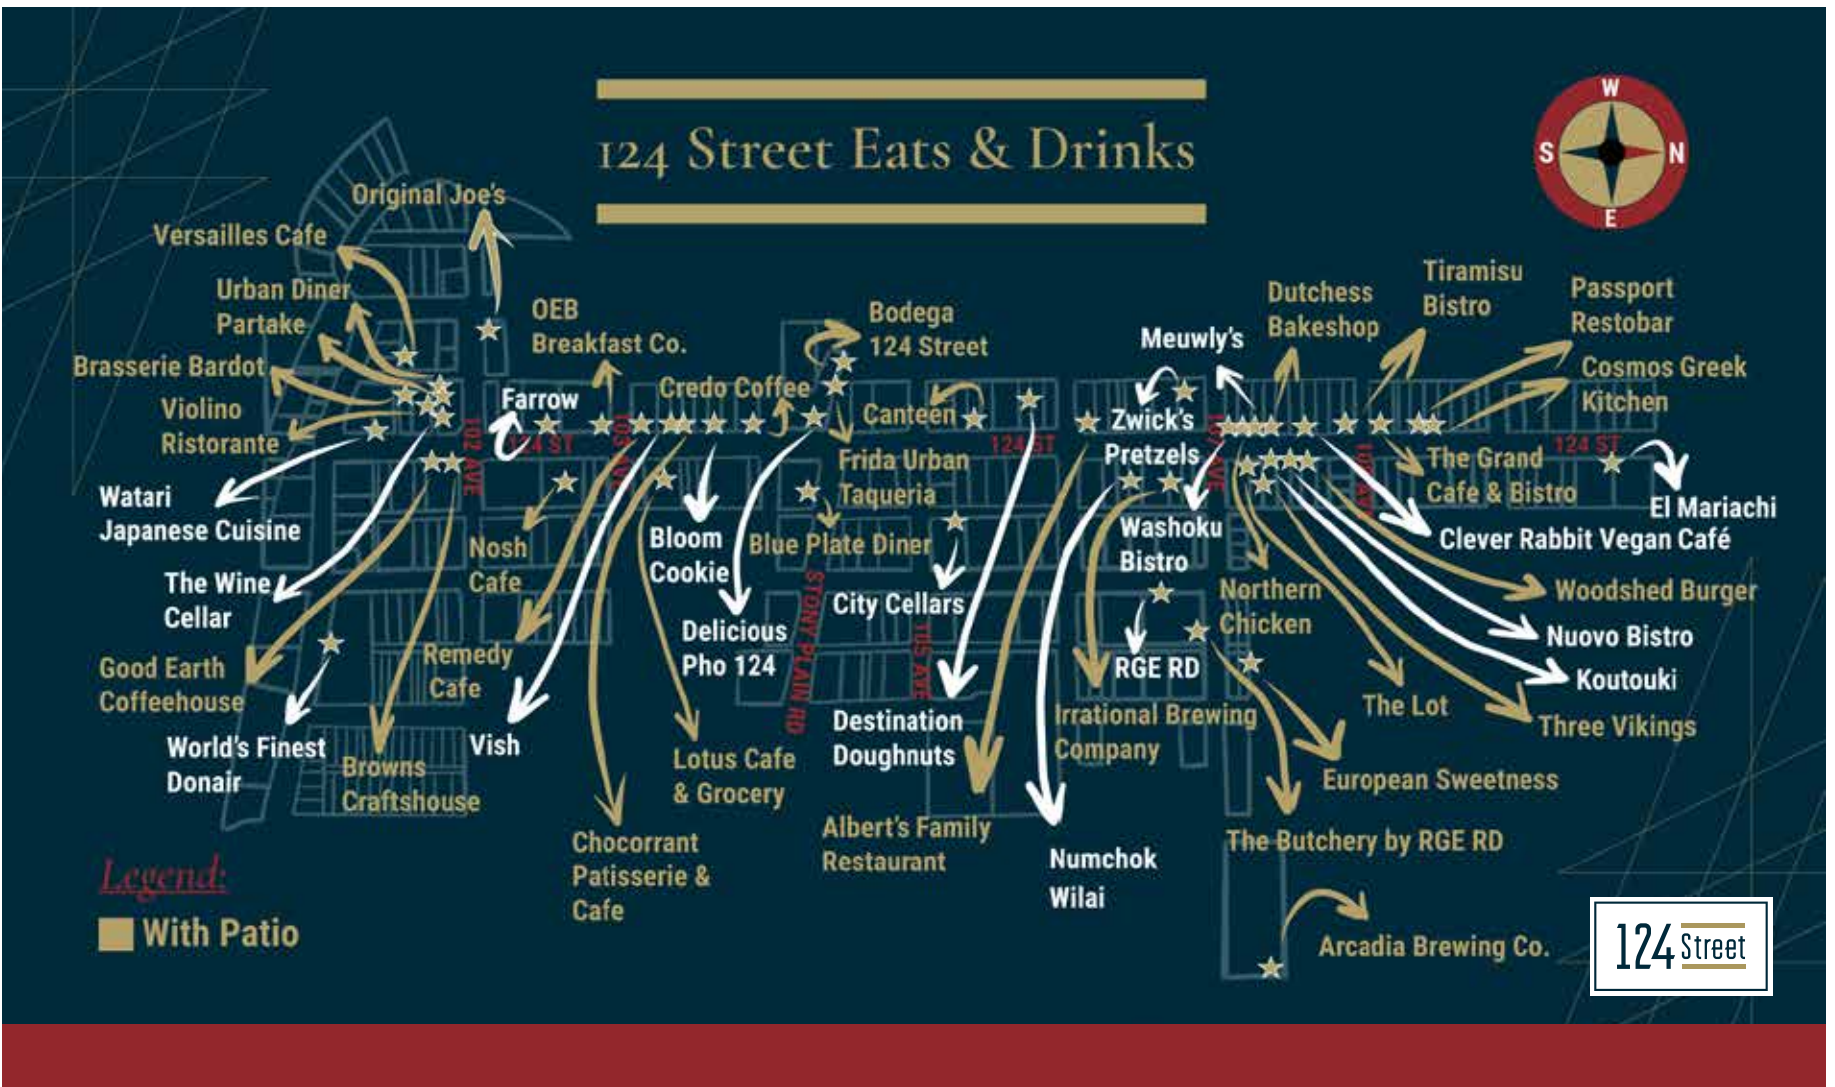 124 Street Eats & Drinks
W
S
N
E
Original Joe's
Versailles Cafe
Urban Diner
Partake
Brasserie Bardot
Violino
Ristorante
Watari
Japanese Cuisine
The Wine
Cellar
Good Earth
Coffeehouse
World's Finest
Donair
Browns
Craftshouse
102 AVE
Farrow
124 ST
OEB
Breakfast Co.
103 AVE
Nosh
Cafe
Remedy
Cafe
Vish
Chocorrant
Patisserie &
Cafe
Lotus Cafe
& Grocery
Credo Coffee
Bloom
Cookie
Delicious
Pho 124
Bodega
124 Street
Canteen
Frida Urban
Taqueria
Blue Plate Diner
STONY PLAIN RD
City Cellars
105 AVE
Destination
Doughnuts
Albert's Family
Restaurant
124 ST
Numchok
Wilai
Meuwly's
Zwick's
Pretzels
107 AVE
Washoku
Bistro
RGE RD
Irrational Brewing
Company
Dutchess
Bakeshop
Tiramisu
Bistro
Passport
Restobar
Cosmos Greek
Kitchen
124 ST
The Grand
Cafe & Bistro
El Mariachi
Clever Rabbit Vegan Café
Woodshed Burger
Nuovo Bistro
Koutouki
Three Vikings
The Lot
Northern
Chicken
European Sweetness
The Butchery by RGE RD
Arcadia Brewing Co.
Legend:
With Patio
124 Street